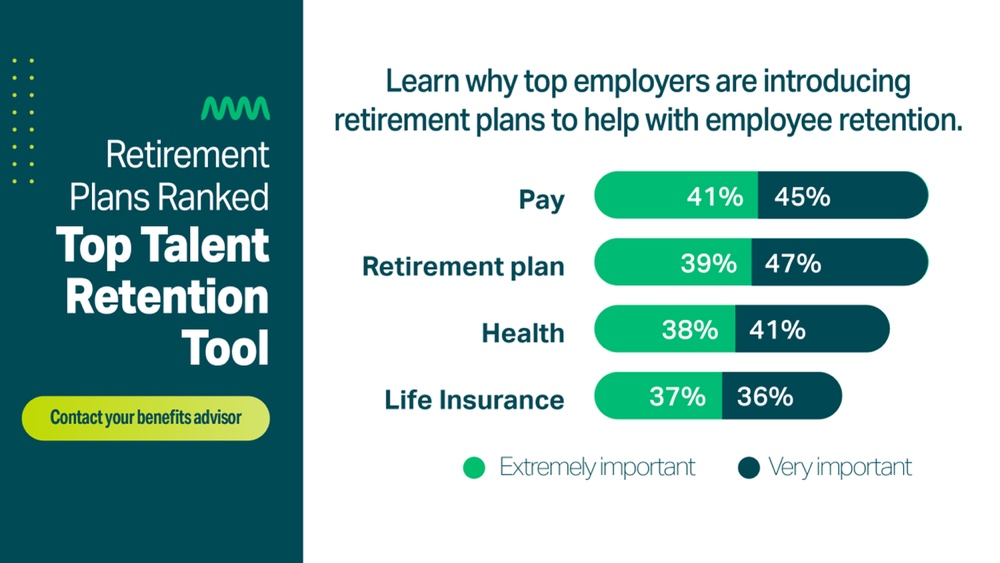 Retirement
Plans Ranked
Top Talent
Retention
Tool
Contact your benefits advisor
Learn why top employers are introducing
retirement plans to help with employee retention.
Pay 41% 45%
Retirement plan 39% 47%
Health 38% 41%
Life Insurance 37% 36%
Extremely important Very important